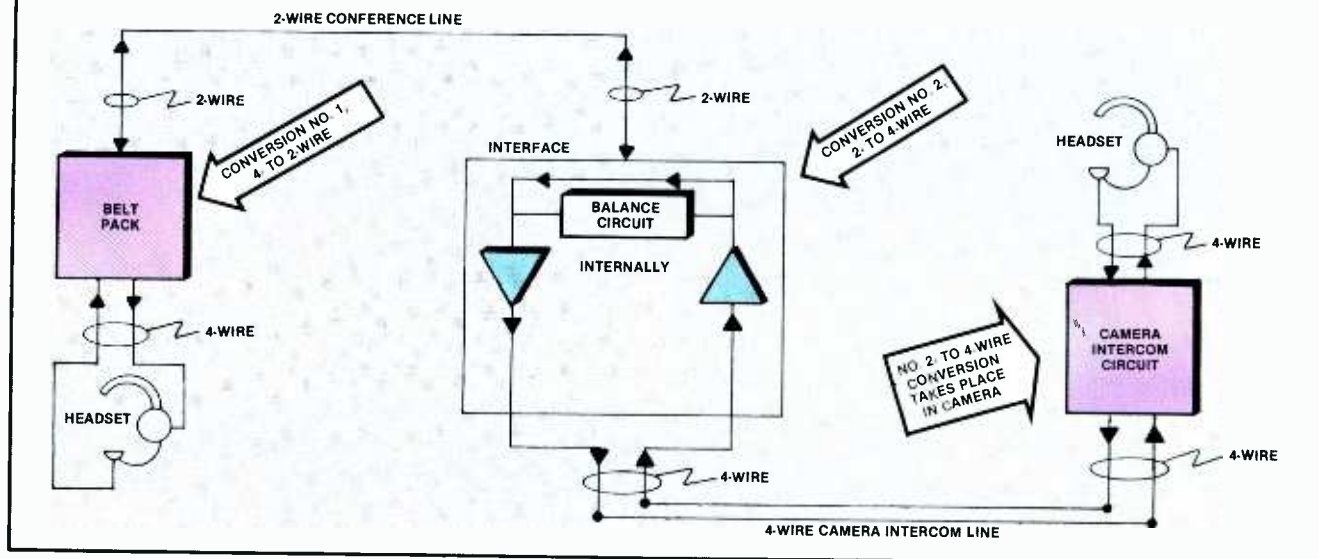 2-WIRE CONFERENCE LINE
2-WIRE
2-WIRE
CONVERSION NO. 1,
4- TO 2-WIRE
CONVERSION NO. 2,
2- TO 4-WIRE
HEADSET
INTERFACE
BELT
PACK
BALANCE
CIRCUIT
INTERNALLY
4-WIRE
4-WIRE
CAMERA
INTERCOM
CIRCUIT
NO 2- TO 4-WIRE
CONVERSION
TAKES PLACE
IN CAMERA
HEADSET
4-WIRE
4-WIRE
4-WIRE CAMERA INTERCOM LINE